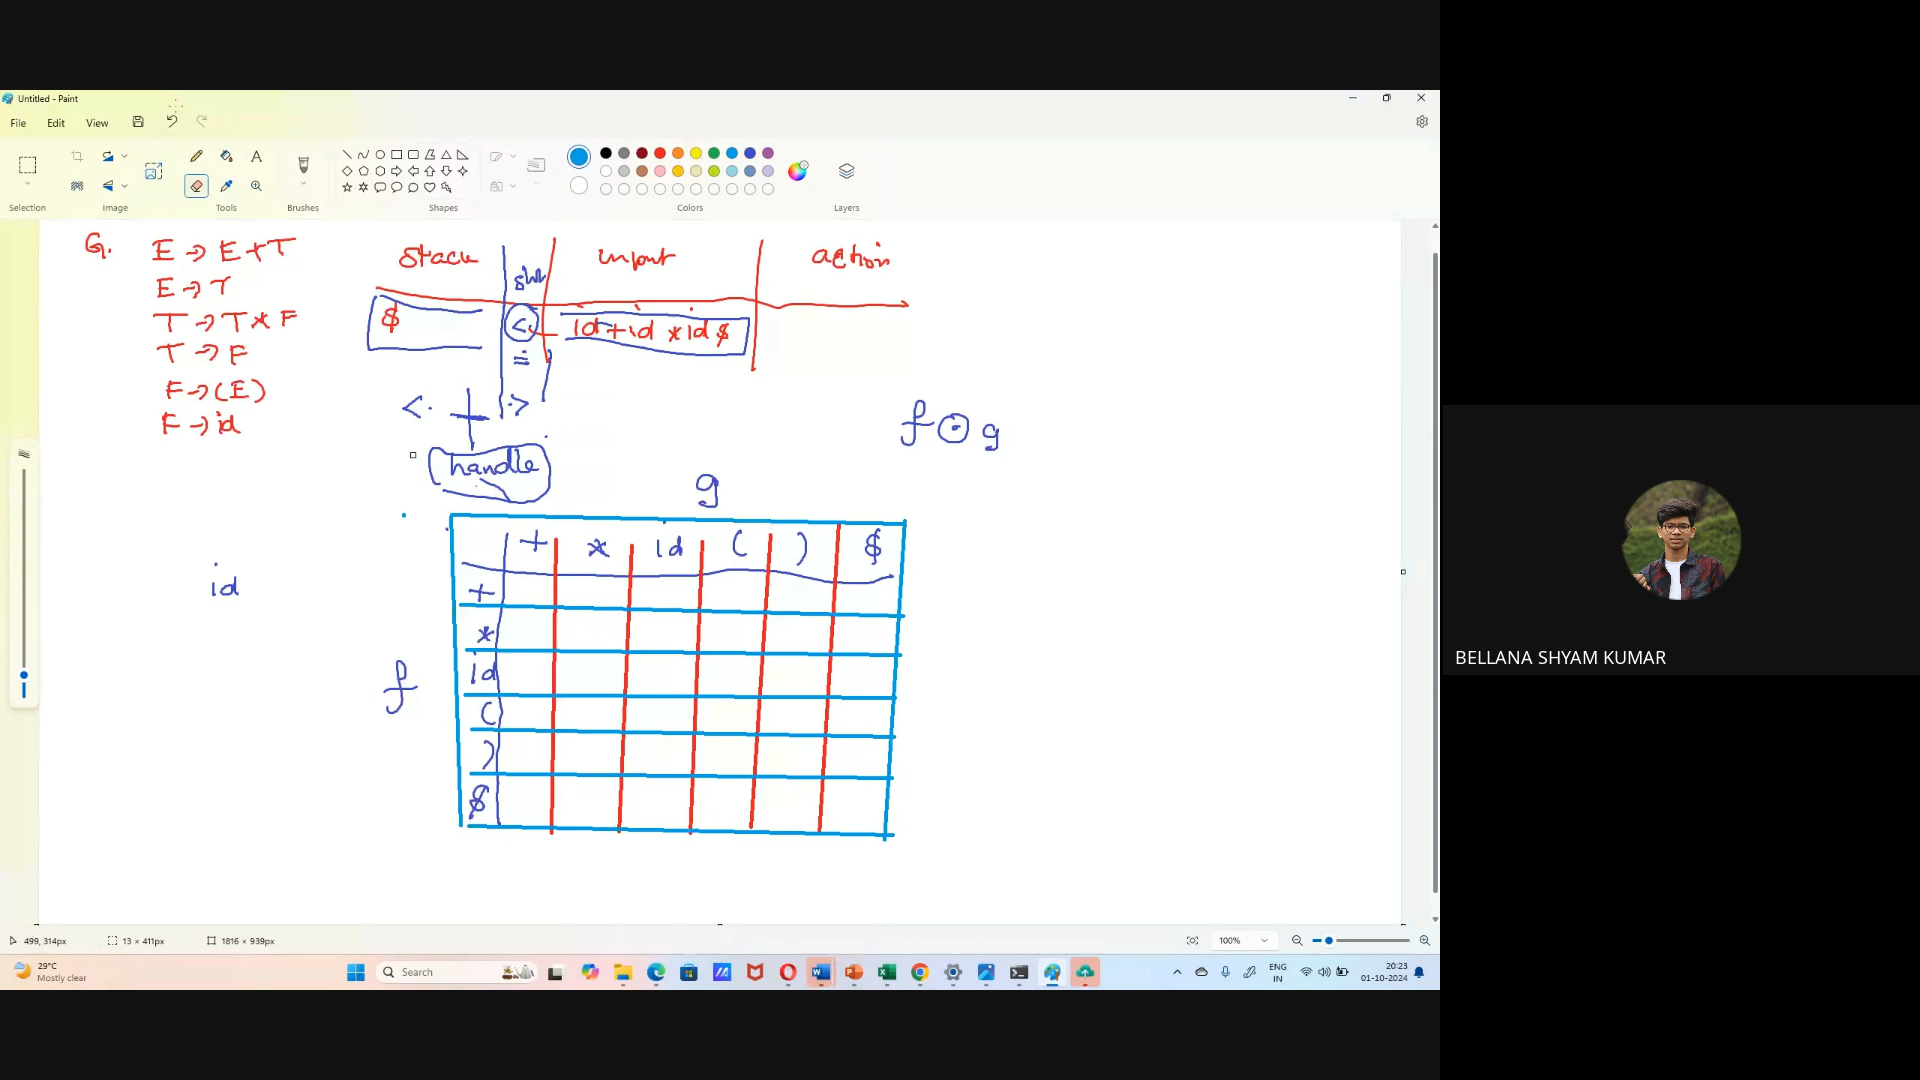 Untitled - Paint
File Edit View
Selection Image Tools Brushes Shapes Colors Layers
G. E → E + T
E → T
T → T * F
T → F
F → (E)
F → id
Stack input action
$ <. id + id * id $
≐
<. .>
handle
f ⊙ g
g
+ * id ( ) $
+
*
id
(
)
$
f
id
BELLANA SHYAM KUMAR
499, 314px 13 × 411px 1816 × 939px 100%
29°C
Mostly clear
Search
ENG
IN
20:23
01-10-2024